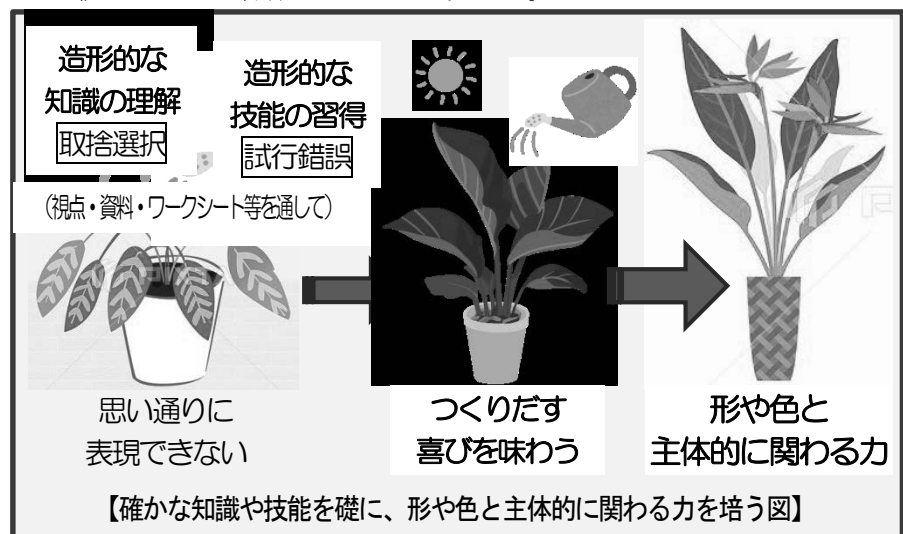 造形的な
知識の理解
取捨選択
造形的な
技能の習得
試行錯誤
(視点・資料・ワークシート等を通して)
思い通りに
表現できない
つくりだす
喜びを味わう
形や色と
主体的に関わる力
【確かな知識や技能を礎に、形や色と主体的に関わる力を培う図】